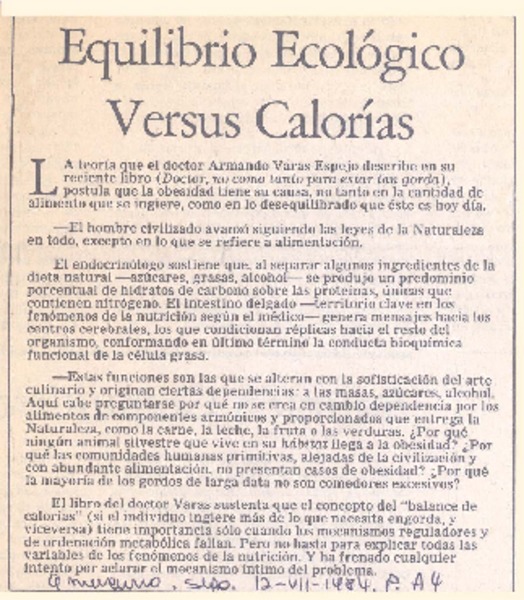 Equilibrio Ecológico
Versus Calorías
LA teoría que el doctor Armando Varas Espejo describe en su
reciente libro (Doctor, no como tanto para estar tan gorda),
postula que la obesidad tiene su causa, no tanto en la cantidad de
alimento que se ingiere, como en lo desequilibrado que éste es hoy día.
—El hombre civilizado avanzó siguiendo las leyes de la Naturaleza
en todo, excepto en lo que se refiere a alimentación.
El endocrinólogo sostiene que, al separar algunos ingredientes de la
dieta natural —azúcares, grasas, alcohol— se produjo un predominio
porcentual de hidratos de carbono sobre las proteínas, únicas que
contienen nitrógeno. El intestino delgado —territorio clave en los
fenómenos de la nutrición según el médico— genera mensajes hacia los
centros cerebrales, los que condicionan réplicas hacia el resto del
organismo, conformando en último término la conducta bioquímica
funcional de la célula grasa.
—Estas funciones son las que se alteran con la sofisticación del arte
culinario y originan ciertas dependencias: a las masas, azúcares, alcohol.
Aquí cabe preguntarse por qué no se crea en cambio dependencia por los
alimentos de componentes armónicos y proporcionados que entrega la
Naturaleza, como la carne, la leche, la fruta o las verduras. ¿Por qué
ningún animal silvestre que vive en su hábitat llega a la obesidad? ¿Por
qué las comunidades humanas primitivas, alejadas de la civilización y
con abundante alimentación, no presentan casos de obesidad? ¿Por qué
la mayoría de los gordos de larga data no son comedores excesivos?
El libro del doctor Varas sustenta que el concepto del "balance de
calorías" (si el individuo ingiere más de lo que necesita engorda, y
viceversa) tiene importancia sólo cuando los mecanismos reguladores y
de ordenación metabólica fallan. Pero no basta para explicar todas las
variables de los fenómenos de la nutrición. Y ha frenado cualquier
intento por aclarar el mecanismo íntimo del problema.
El Mercurio. Stgo. 12-VII-1984. P. A4